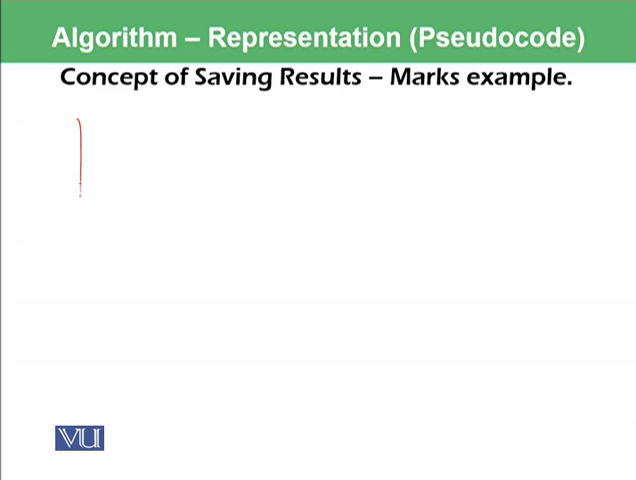 Algorithm – Representation (Pseudocode)
Concept of Saving Results – Marks example.
VU